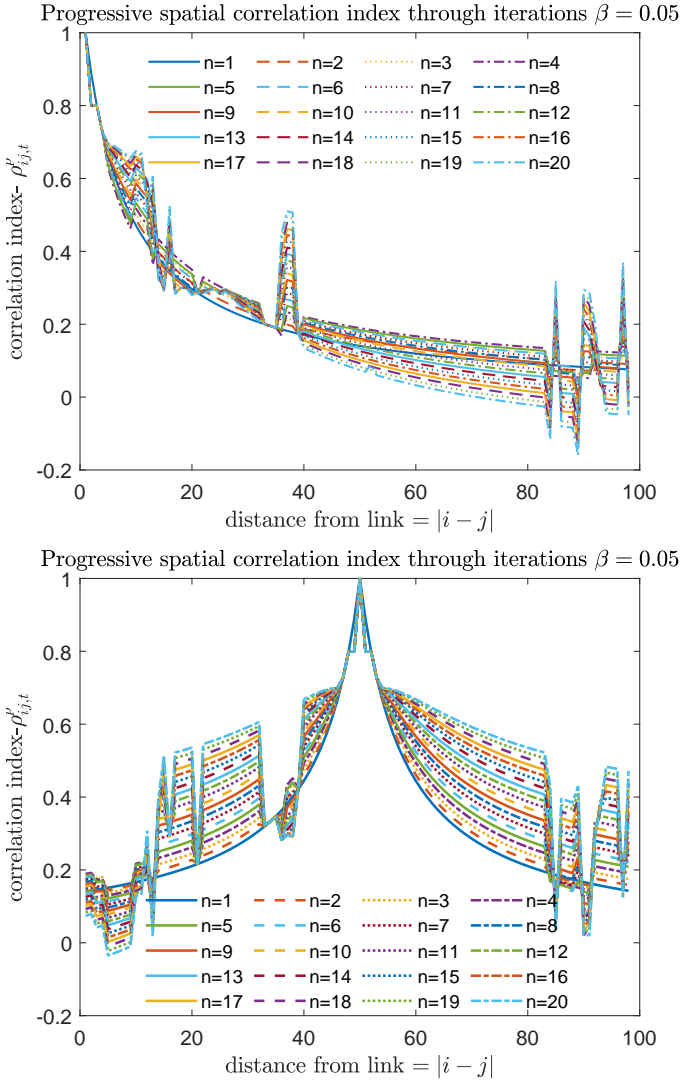 Progressive spatial correlation index through iterations β = 0.05
1
0.8
0.6
0.4
0.2
0
-0.2
correlation index- ρ^ν_{ij,t}
n=1 n=2 n=3 n=4
n=5 n=6 n=7 n=8
n=9 n=10 n=11 n=12
n=13 n=14 n=15 n=16
n=17 n=18 n=19 n=20
0 20 40 60 80 100
distance from link = |i − j|
Progressive spatial correlation index through iterations β = 0.05
1
0.8
0.6
0.4
0.2
0
-0.2
correlation index-ρ^ν_{ij,t}
n=1 n=2 n=3 n=4
n=5 n=6 n=7 n=8
n=9 n=10 n=11 n=12
n=13 n=14 n=15 n=16
n=17 n=18 n=19 n=20
0 20 40 60 80 100
distance from link = |i − j|